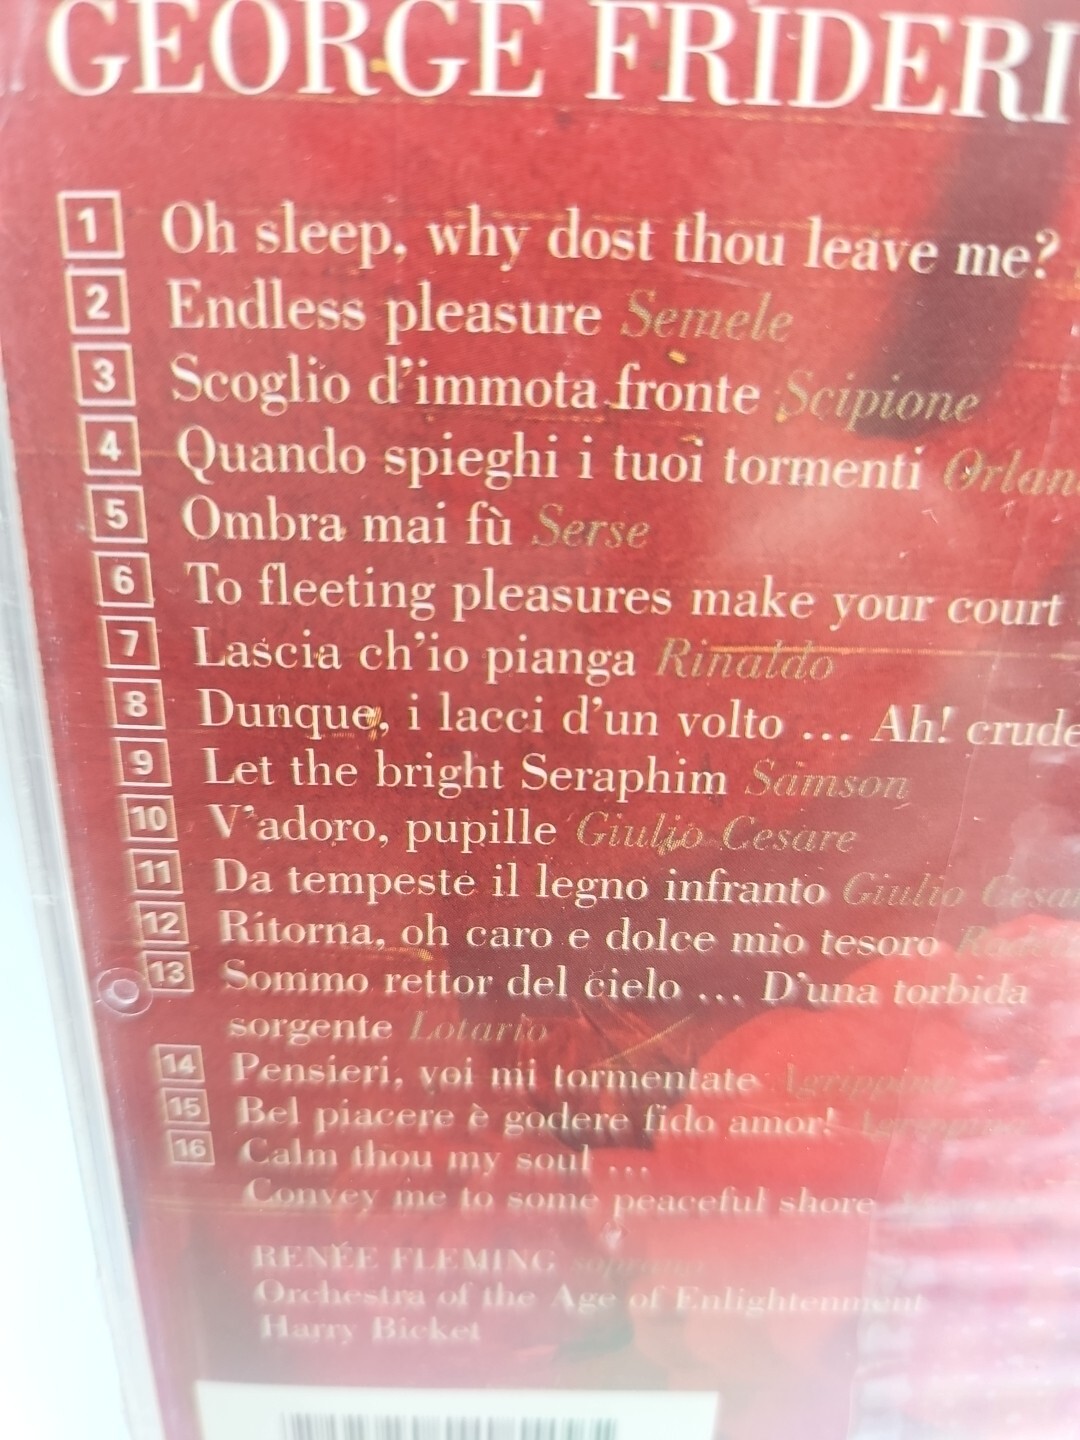 GEORGE FRIDERI
1 Oh sleep, why dost thou leave me?
2 Endless pleasure Semele
3 Scoglio d'immota fronte Scipione
4 Quando spieghi i tuoi tormenti Orlan
5 Ombra mai fù Serse
6 To fleeting pleasures make your court
7 Lascia ch'io pianga Rinaldo
8 Dunque, i lacci d'un volto ... Ah! crude
9 Let the bright Seraphim Samson
10 V'adoro, pupille Giulio Cesare
11 Da tempeste il legno infranto Giulio Cesar
12 Ritorna, oh caro e dolce mio tesoro
13 Sommo rettor del cielo ... D'una torbida
sorgente Lotario
14 Pensieri, voi mi tormentate Agrippina
15 Bel piacere è godere fido amor! Agrippina
16 Calm thou my soul ...
Convey me to some peaceful shore
RENÉE FLEMING soprano
Orchestra of the Age of Enlightenment
Harry Bicket